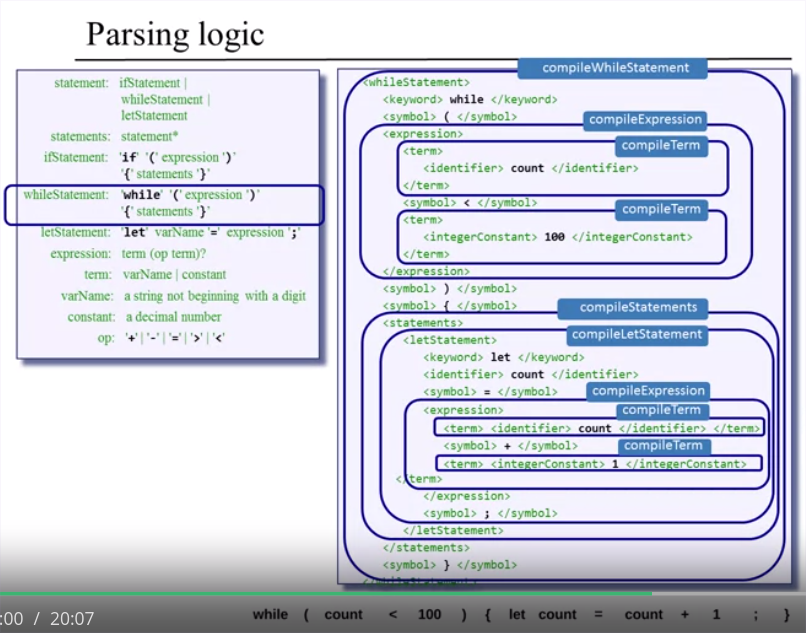 Parsing logic
statement: ifStatement |
whileStatement |
letStatement
statements: statement*
ifStatement: 'if' '(' expression ')'
'{' statements '}'
whileStatement: 'while' '(' expression ')'
'{' statements '}'
letStatement: 'let' varName '=' expression ';'
expression: term (op term)?
term: varName | constant
varName: a string not beginning with a digit
constant: a decimal number
op: '+' | '-' | '=' | '>' | '<'
compileWhileStatement
<whileStatement>
<keyword> while </keyword>
<symbol> ( </symbol>
compileExpression
<expression>
compileTerm
<term>
<identifier> count </identifier>
</term>
<symbol> < </symbol>
compileTerm
<term>
<integerConstant> 100 </integerConstant>
</term>
</expression>
<symbol> ) </symbol>
<symbol> { </symbol>
compileStatements
<statements>
compileLetStatement
<letStatement>
<keyword> let </keyword>
<identifier> count </identifier>
<symbol> = </symbol>
compileExpression
<expression>
compileTerm
<term> <identifier> count </identifier> </term>
<symbol> + </symbol>
compileTerm
<term> <integerConstant> 1 </integerConstant>
</term>
</expression>
<symbol> ; </symbol>
</letStatement>
</statements>
<symbol> } </symbol>
:00 / 20:07
while ( count < 100 ) { let count = count + 1 ; }